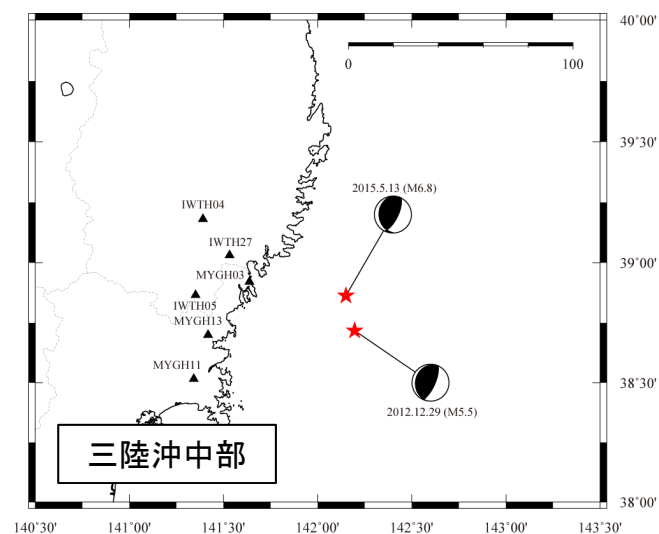 40°00'
0
100
39°30'
2015.5.13 (M6.8)
IWTH04
IWTH27
39°00'
MYGH03
IWTH05
MYGH13
MYGH11
38°30'
2012.12.29 (M5.5)
三陸沖中部
38°00'
140°30'
141°00'
141°30'
142°00'
142°30'
143°00'
143°30'